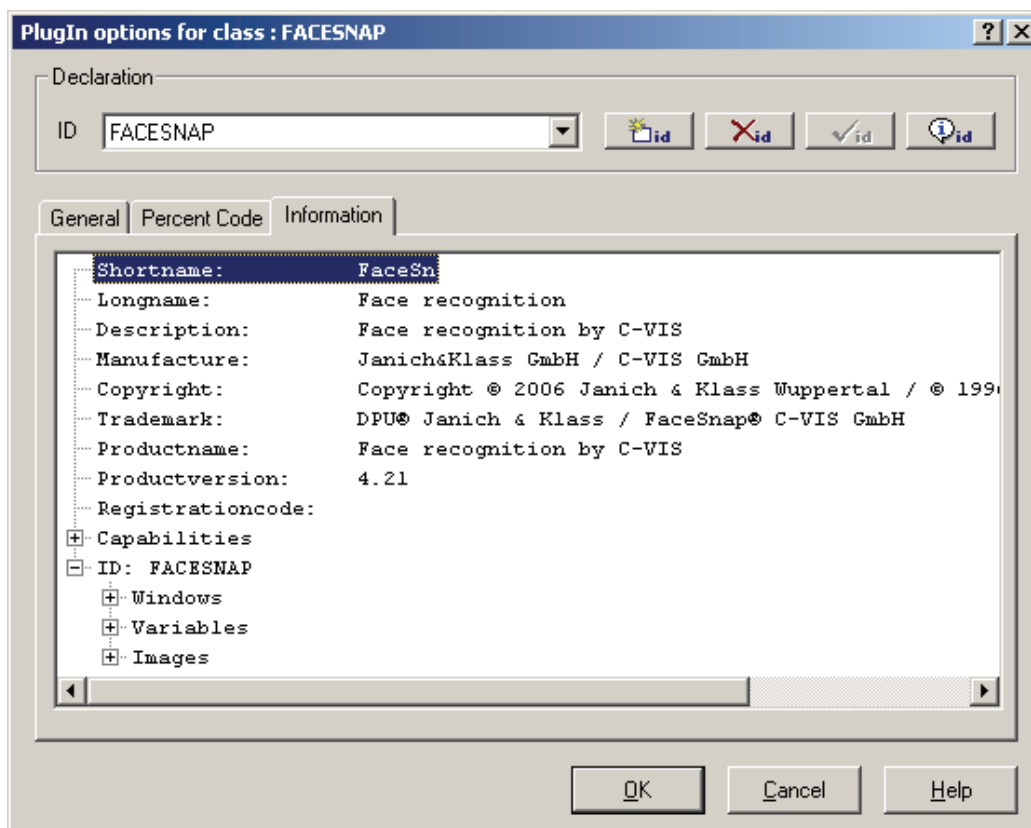 PlugIn options for class : FACESNAP
Declaration
ID FACESNAP id id id id
General Percent Code Information
Shortname: FaceSn
Longname: Face recognition
Description: Face recognition by C-VIS
Manufacture: Janich&Klass GmbH / C-VIS GmbH
Copyright: Copyright © 2006 Janich & Klass Wuppertal / © 199
Trademark: DPU® Janich & Klass / FaceSnap® C-VIS GmbH
Productname: Face recognition by C-VIS
Productversion: 4.21
Registrationcode:
Capabilities
ID: FACESNAP
Windows
Variables
Images
OK Cancel Help